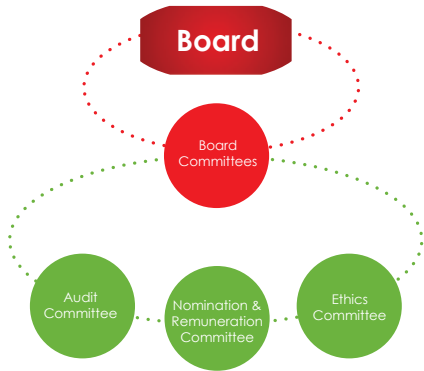 Board
Board
Committees
Audit
Committee
Nomination &
Remuneration
Committee
Ethics
Committee